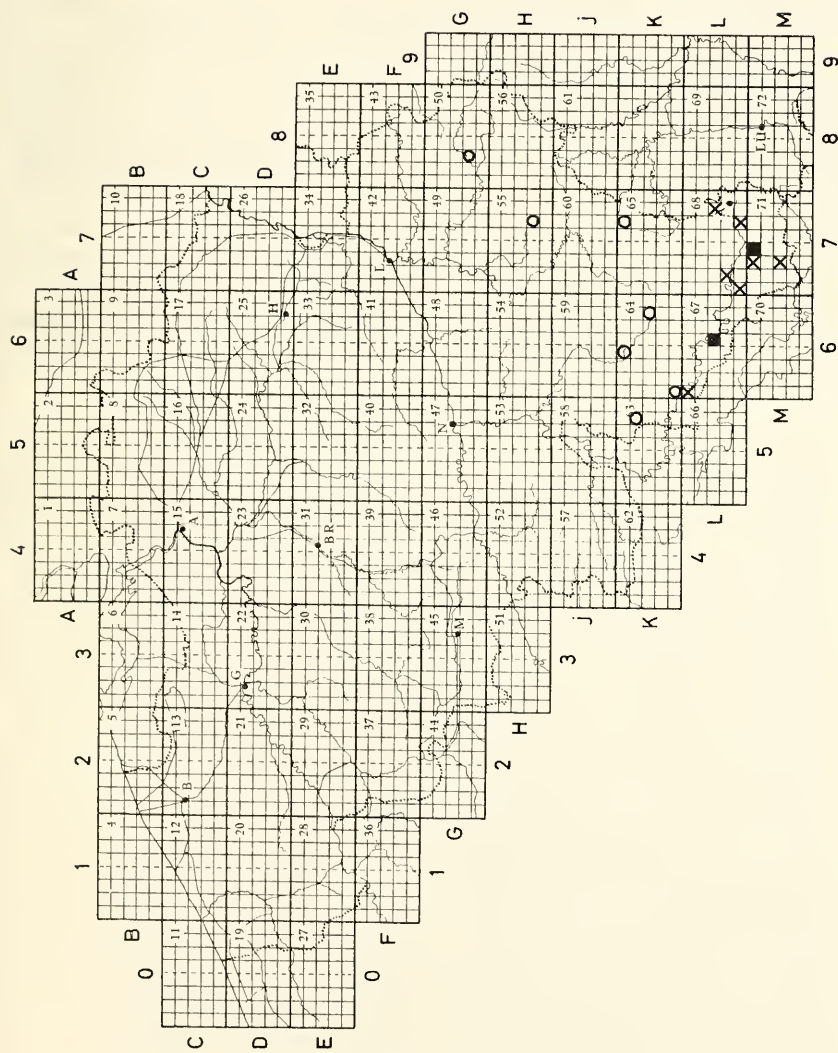 4 5 6
A A
1 2 3
7
1 2 3
B B
4 5 6 7 8 9 10
8
0
C C
11 12 13 14 15 16 17 18
B A
D D
19 20 21 22 23 24 25 26
G H
E E
27 28 29 30 31 32 33 34 35
BR
9
0
F F
36 37 38 39 40 41 42 43
L
1
G G
44 45 46 47 48 49 50
M N
2
H H
51 52 53 54 55 56
3
j j
57 58 59 60 61
K K
62 63 64 65
4
L L
66 67 68 69
5
M M
70 71 72
Lu
6 7 8 9